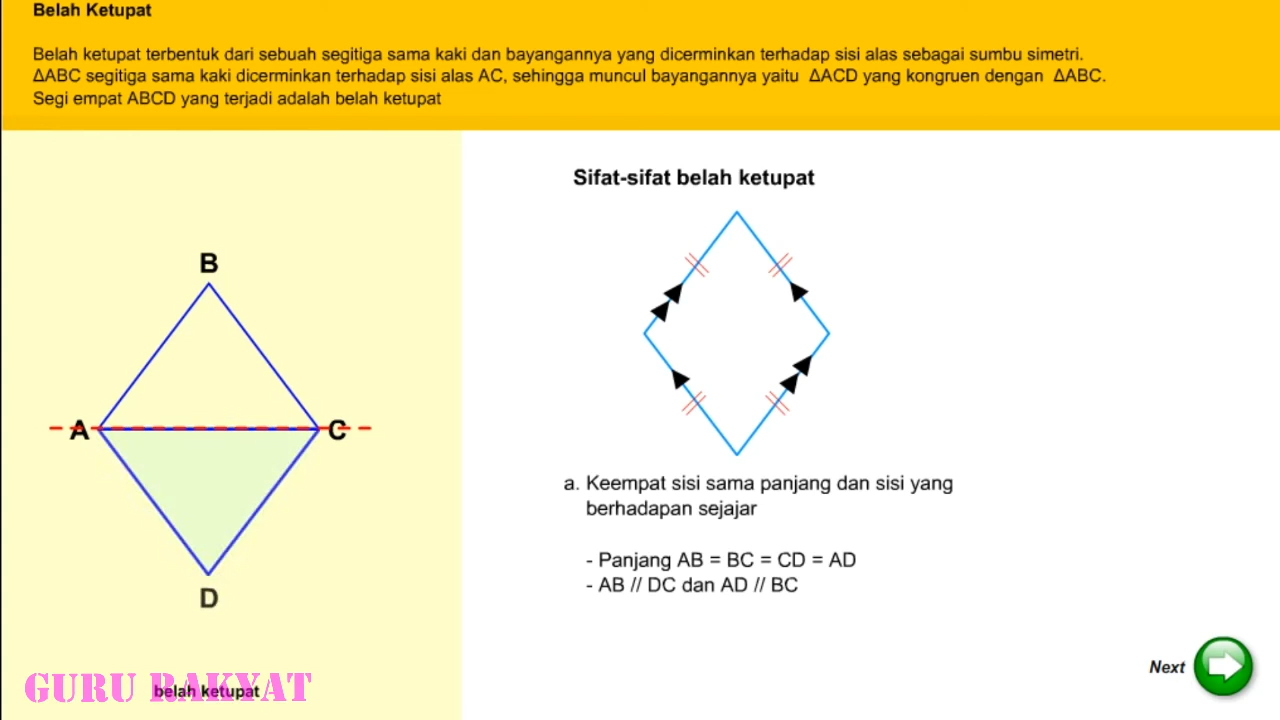 Belah Ketupat
Belah ketupat terbentuk dari sebuah segitiga sama kaki dan bayangannya yang dicerminkan terhadap sisi alas sebagai sumbu simetri.
ΔABC segitiga sama kaki dicerminkan terhadap sisi alas AC, sehingga muncul bayangannya yaitu ΔACD yang kongruen dengan ΔABC.
Segi empat ABCD yang terjadi adalah belah ketupat
B
A
C
D
GURU RAKYAT
belah ketupat
Sifat-sifat belah ketupat
a. Keempat sisi sama panjang dan sisi yang
berhadapan sejajar
- Panjang AB = BC = CD = AD
- AB // DC dan AD // BC
Next